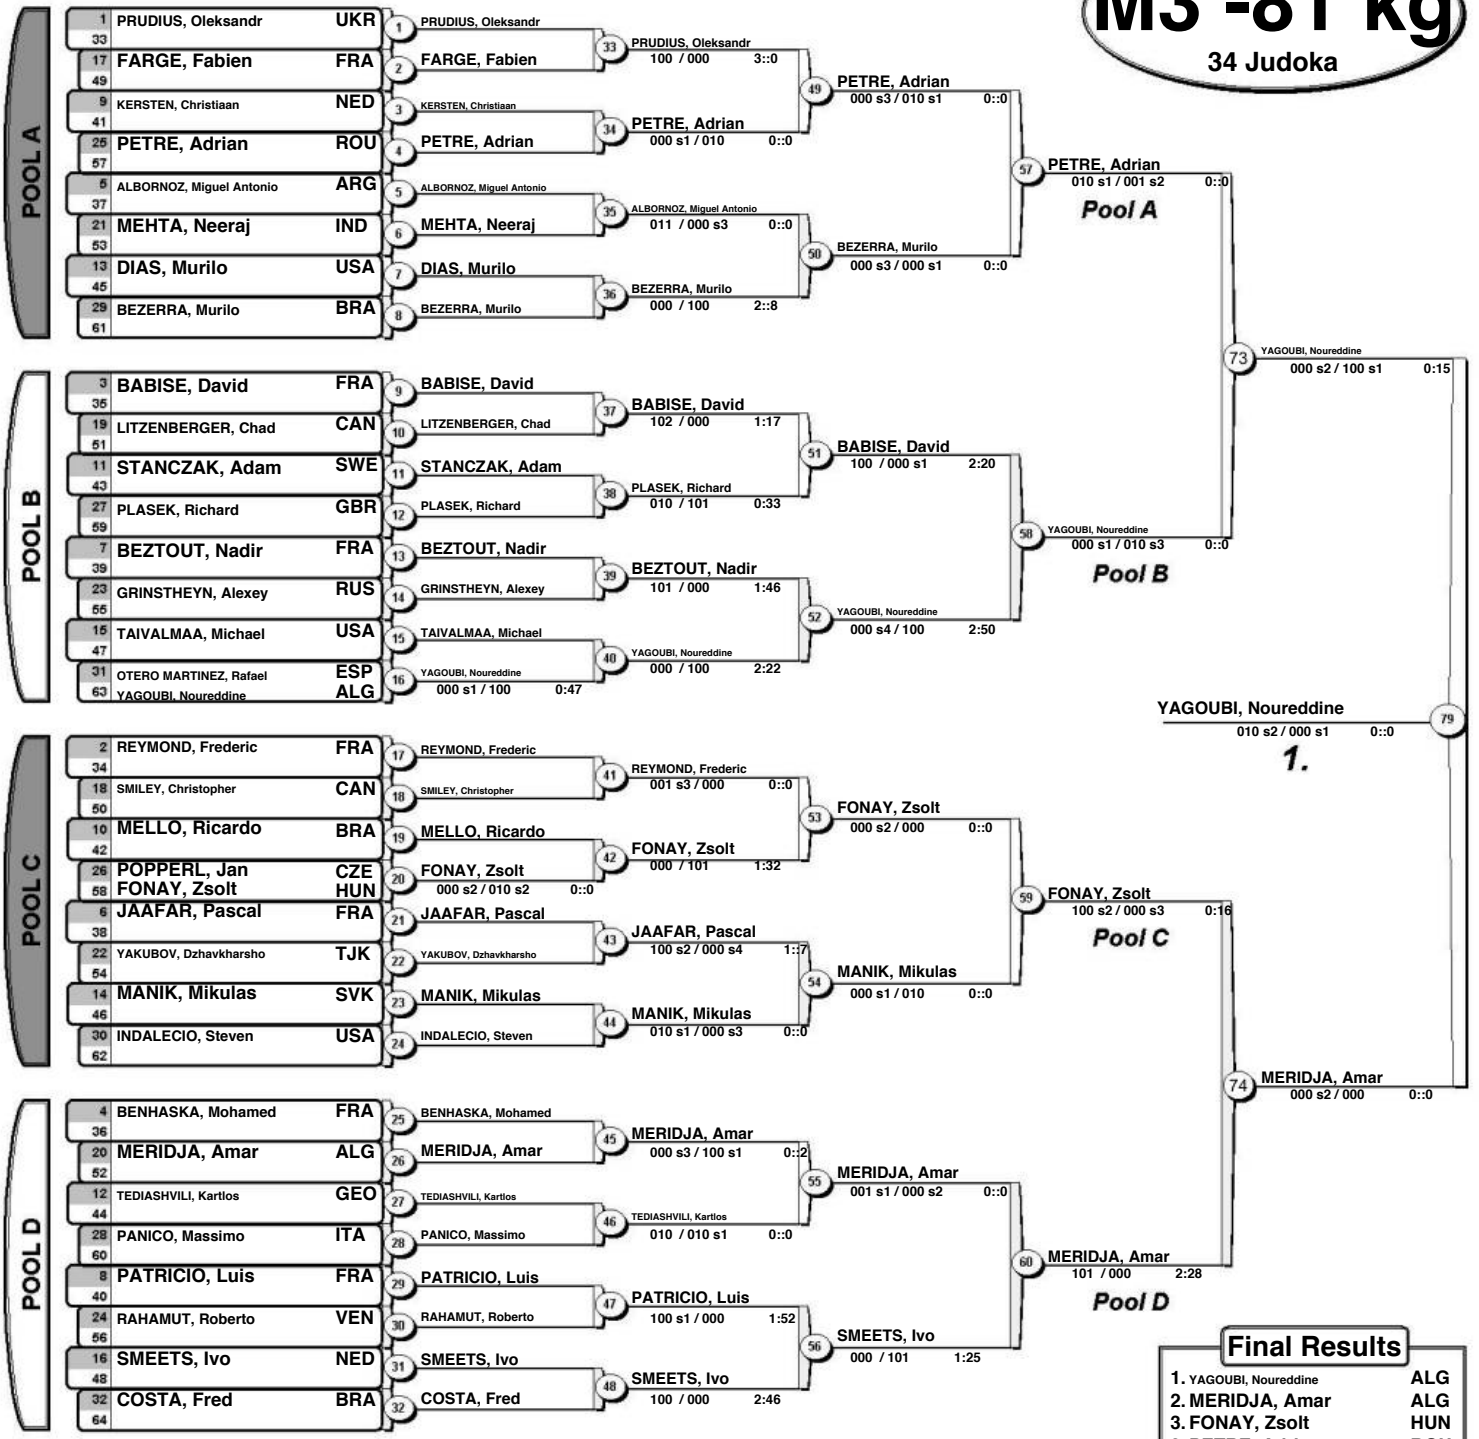 M3 -81 kg
34 Judoka
POOL A
1 PRUDIUS, Oleksandr UKR
33
17 FARGE, Fabien FRA
49
9 KERSTEN, Christiaan NED
41
25 PETRE, Adrian ROU
57
5 ALBORNOZ, Miguel Antonio ARG
37
21 MEHTA, Neeraj IND
53
13 DIAS, Murilo USA
45
29 BEZERRA, Murilo BRA
61
1 PRUDIUS, Oleksandr
2 FARGE, Fabien
3 KERSTEN, Christiaan
4 PETRE, Adrian
5 ALBORNOZ, Miguel Antonio
6 MEHTA, Neeraj
7 DIAS, Murilo
8 BEZERRA, Murilo
33 PRUDIUS, Oleksandr
100 / 000 3::0
34 PETRE, Adrian
000 s1 / 010 0::0
35 ALBORNOZ, Miguel Antonio
011 / 000 s3 0::0
36 BEZERRA, Murilo
000 / 100 2::8
49 PETRE, Adrian
000 s3 / 010 s1 0::0
50 BEZERRA, Murilo
000 s3 / 000 s1 0::0
57 PETRE, Adrian
010 s1 / 001 s2 0::0
Pool A
POOL B
3 BABISE, David FRA
35
19 LITZENBERGER, Chad CAN
51
11 STANCZAK, Adam SWE
43
27 PLASEK, Richard GBR
59
7 BEZTOUT, Nadir FRA
39
23 GRINSTHEYN, Alexey RUS
55
15 TAIVALMAA, Michael USA
47
31 OTERO MARTINEZ, Rafael ESP
63 YAGOUBI, Noureddine ALG
9 BABISE, David
10 LITZENBERGER, Chad
11 STANCZAK, Adam
12 PLASEK, Richard
13 BEZTOUT, Nadir
14 GRINSTHEYN, Alexey
15 TAIVALMAA, Michael
16 YAGOUBI, Noureddine
000 s1 / 100 0:47
37 BABISE, David
102 / 000 1:17
38 PLASEK, Richard
010 / 101 0:33
39 BEZTOUT, Nadir
101 / 000 1:46
40 YAGOUBI, Noureddine
000 / 100 2:22
51 BABISE, David
100 / 000 s1 2:20
52 YAGOUBI, Noureddine
000 s4 / 100 2:50
58 YAGOUBI, Noureddine
000 s1 / 010 s3 0::0
Pool B
73 YAGOUBI, Noureddine
000 s2 / 100 s1 0:15
YAGOUBI, Noureddine 79
010 s2 / 000 s1 0::0
1.
POOL C
2 REYMOND, Frederic FRA
34
18 SMILEY, Christopher CAN
50
10 MELLO, Ricardo BRA
42
26 POPPERL, Jan CZE
58 FONAY, Zsolt HUN
6 JAAFAR, Pascal FRA
38
22 YAKUBOV, Dzhavkharsho TJK
54
14 MANIK, Mikulas SVK
46
30 INDALECIO, Steven USA
62
17 REYMOND, Frederic
18 SMILEY, Christopher
19 MELLO, Ricardo
20 FONAY, Zsolt
000 s2 / 010 s2 0::0
21 JAAFAR, Pascal
22 YAKUBOV, Dzhavkharsho
23 MANIK, Mikulas
24 INDALECIO, Steven
41 REYMOND, Frederic
001 s3 / 000 0::0
42 FONAY, Zsolt
000 / 101 1:32
43 JAAFAR, Pascal
100 s2 / 000 s4 1::7
44 MANIK, Mikulas
010 s1 / 000 s3 0::0
53 FONAY, Zsolt
000 s2 / 000 0::0
54 MANIK, Mikulas
000 s1 / 010 0::0
59 FONAY, Zsolt
100 s2 / 000 s3 0:16
Pool C
74 MERIDJA, Amar
000 s2 / 000 0::0
POOL D
4 BENHASKA, Mohamed FRA
36
20 MERIDJA, Amar ALG
52
12 TEDIASHVILI, Kartlos GEO
44
28 PANICO, Massimo ITA
60
8 PATRICIO, Luis FRA
40
24 RAHAMUT, Roberto VEN
56
16 SMEETS, Ivo NED
48
32 COSTA, Fred BRA
64
25 BENHASKA, Mohamed
26 MERIDJA, Amar
27 TEDIASHVILI, Kartlos
28 PANICO, Massimo
29 PATRICIO, Luis
30 RAHAMUT, Roberto
31 SMEETS, Ivo
32 COSTA, Fred
45 MERIDJA, Amar
000 s3 / 100 s1 0::2
46 TEDIASHVILI, Kartlos
010 / 010 s1 0::0
47 PATRICIO, Luis
100 s1 / 000 1:52
48 SMEETS, Ivo
100 / 000 2:46
55 MERIDJA, Amar
001 s1 / 000 s2 0::0
56 SMEETS, Ivo
000 / 101 1:25
60 MERIDJA, Amar
101 / 000 2:28
Pool D
Final Results
1. YAGOUBI, Noureddine ALG
2. MERIDJA, Amar ALG
3. FONAY, Zsolt HUN